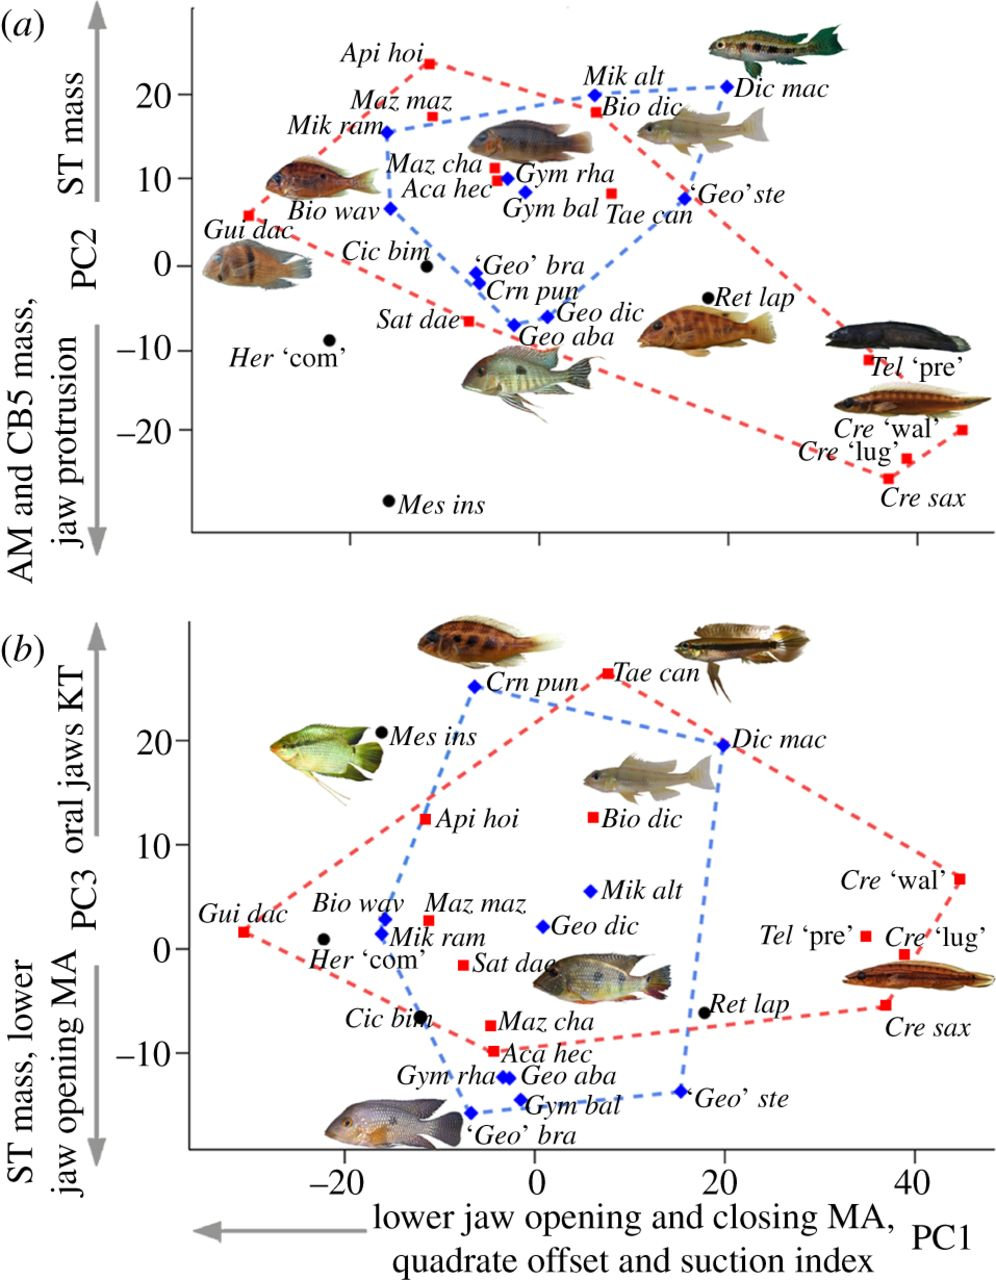 (a)
ST mass
PC2
AM and CB5 mass,
jaw protrusion
20
10
0
–10
–20
Api hoi
Mik alt
Dic mac
Maz maz
Bio dic
Mik ram
Maz cha
Gym rha
Aca hec
Bio wav
Gym bal
Tae can
‘Geo’ ste
Gui dac
Cic bim
‘Geo’ bra
Crn pun
Ret lap
Sat dae
Geo dic
Geo aba
Her ‘com’
Tel ‘pre’
Cre ‘wal’
Cre ‘lug’
Cre sax
Mes ins
(b)
oral jaws KT
PC3
ST mass, lower
jaw opening MA
20
10
0
–10
Crn pun
Tae can
Mes ins
Dic mac
Api hoi
Bio dic
Cre ‘wal’
Mik alt
Bio wav
Maz maz
Gui dac
Geo dic
Mik ram
Tel ‘pre’
Cre ‘lug’
Her ‘com’
Sat dae
Ret lap
Cic bim
Maz cha
Cre sax
Aca hec
Gym rha
Geo aba
Gym bal
‘Geo’ ste
‘Geo’ bra
–20
0
20
40
lower jaw opening and closing MA,
quadrate offset and suction index
PC1